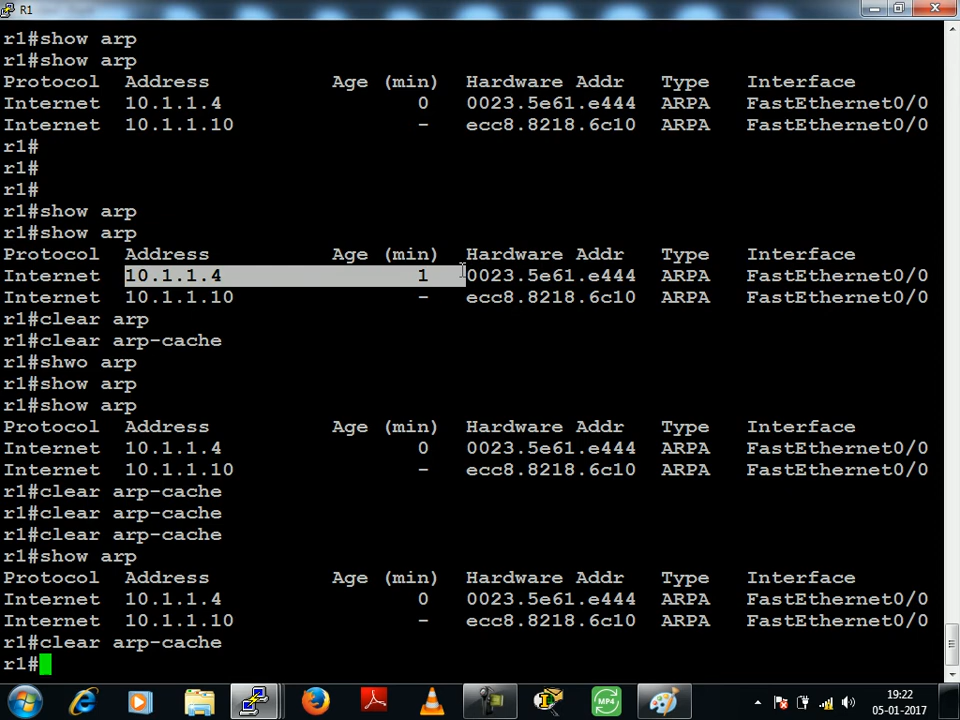 R1
r1#show arp
r1#show arp
Protocol  Address          Age (min)  Hardware Addr   Type   Interface
Internet  10.1.1.4                0   0023.5e61.e444  ARPA   FastEthernet0/0
Internet  10.1.1.10               -   ecc8.8218.6c10  ARPA   FastEthernet0/0
r1#
r1#
r1#
r1#show arp
r1#show arp
Protocol  Address          Age (min)  Hardware Addr   Type   Interface
Internet  10.1.1.4                1   0023.5e61.e444  ARPA   FastEthernet0/0
Internet  10.1.1.10               -   ecc8.8218.6c10  ARPA   FastEthernet0/0
r1#clear arp
r1#clear arp-cache
r1#shwo arp
r1#show arp
r1#show arp
Protocol  Address          Age (min)  Hardware Addr   Type   Interface
Internet  10.1.1.4                0   0023.5e61.e444  ARPA   FastEthernet0/0
Internet  10.1.1.10               -   ecc8.8218.6c10  ARPA   FastEthernet0/0
r1#clear arp-cache
r1#clear arp-cache
r1#clear arp-cache
r1#show arp
Protocol  Address          Age (min)  Hardware Addr   Type   Interface
Internet  10.1.1.4                0   0023.5e61.e444  ARPA   FastEthernet0/0
Internet  10.1.1.10               -   ecc8.8218.6c10  ARPA   FastEthernet0/0
r1#clear arp-cache
r1#
MP4
19:22
05-01-2017